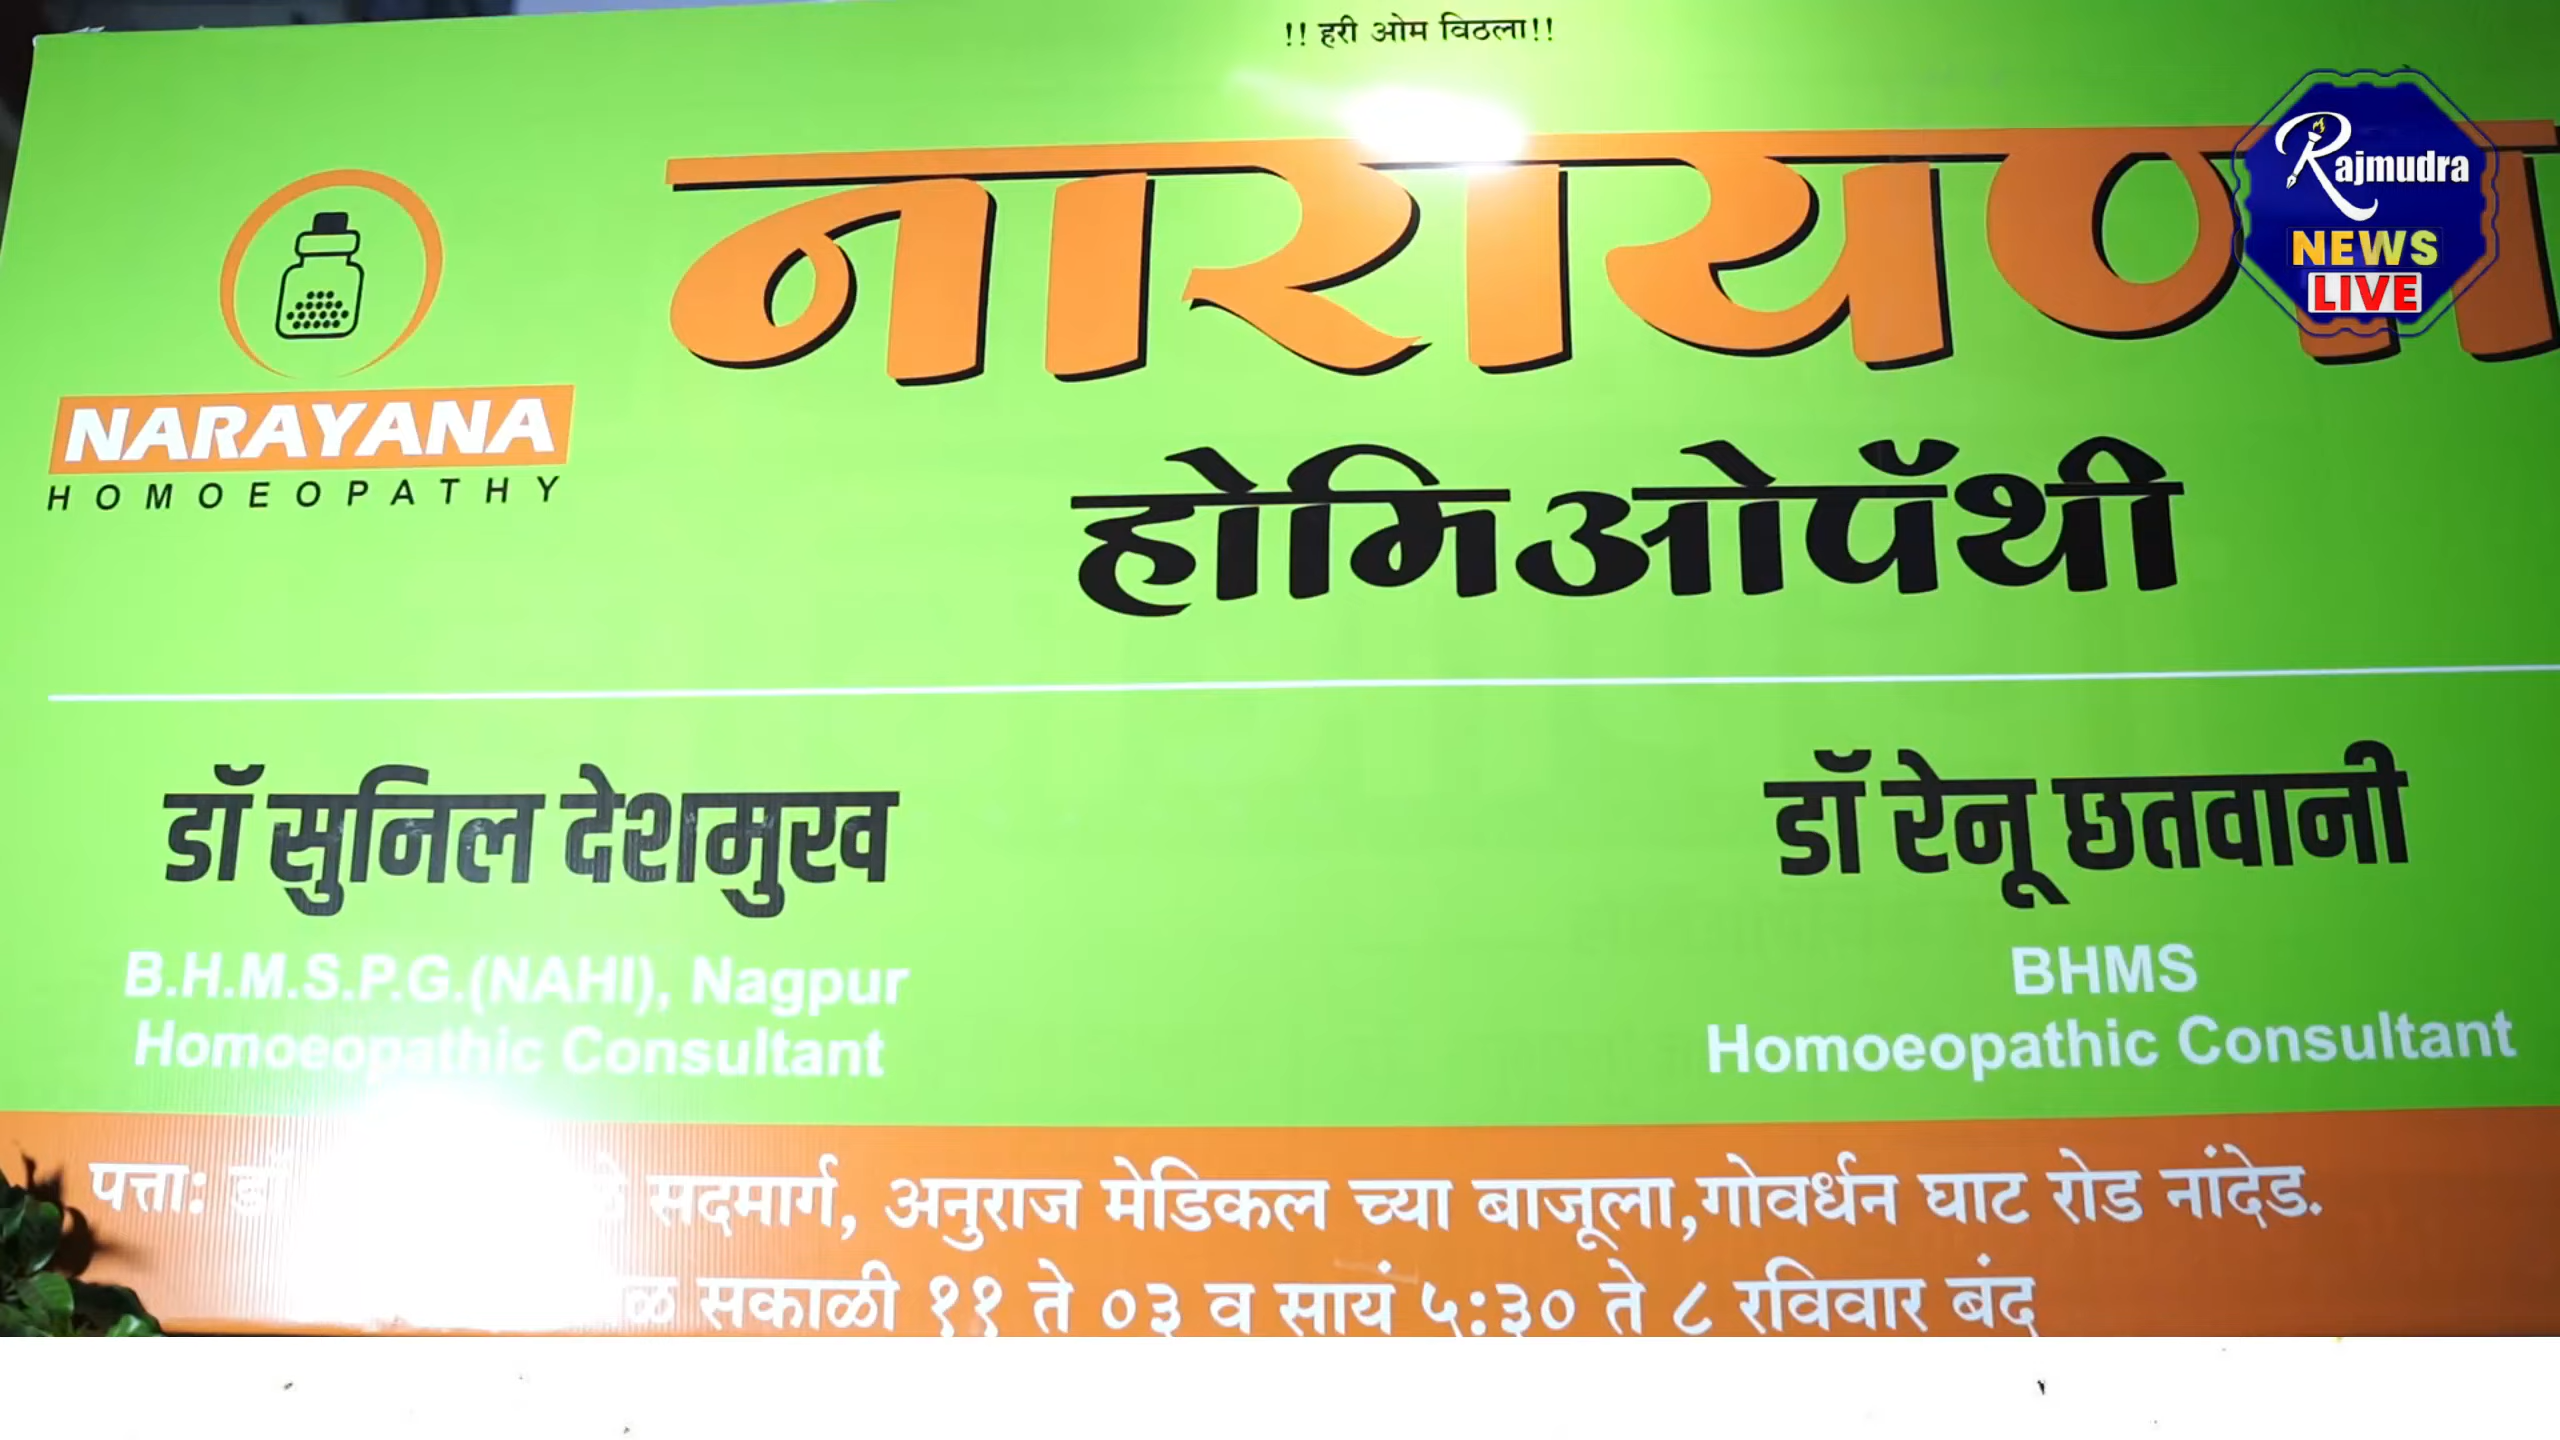 !! हरी ओम विठला!!
Rajmudra
NEWS
LIVE
नारायणा
NARAYANA
HOMOEOPATHY
होमिओपॅथी
डॉ सुनिल देशमुख
B.H.M.S.P.G.(NAHI), Nagpur
Homoeopathic Consultant
डॉ रेनू छतवानी
BHMS
Homoeopathic Consultant
पत्ता: सदमार्ग, अनुराज मेडिकल च्या बाजूला,गोवर्धन घाट रोड नांदेड.
सकाळी ११ ते ०३ व सायं ५:३० ते ८ रविवार बंद